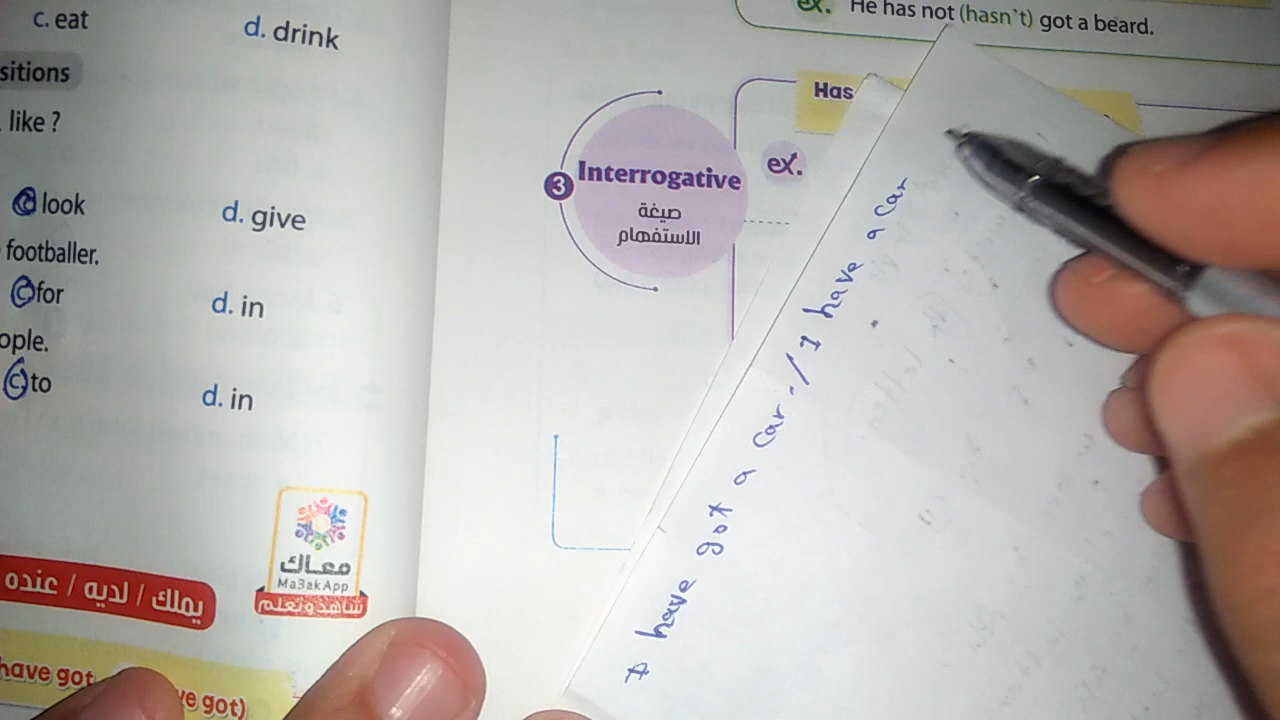 c. eat
d. drink
sitions
like ?
c look
d. give
footballer.
c for
d. in
ople.
c to
d. in
معاك
Ma3akApp
شاهد وتعلم
يملك / لديه / عنده
have got
've got)
ex. He has not (hasn't) got a beard.
Has
3 Interrogative
صيغة
الاستفهام
ex.
I have got a car. / I have a car